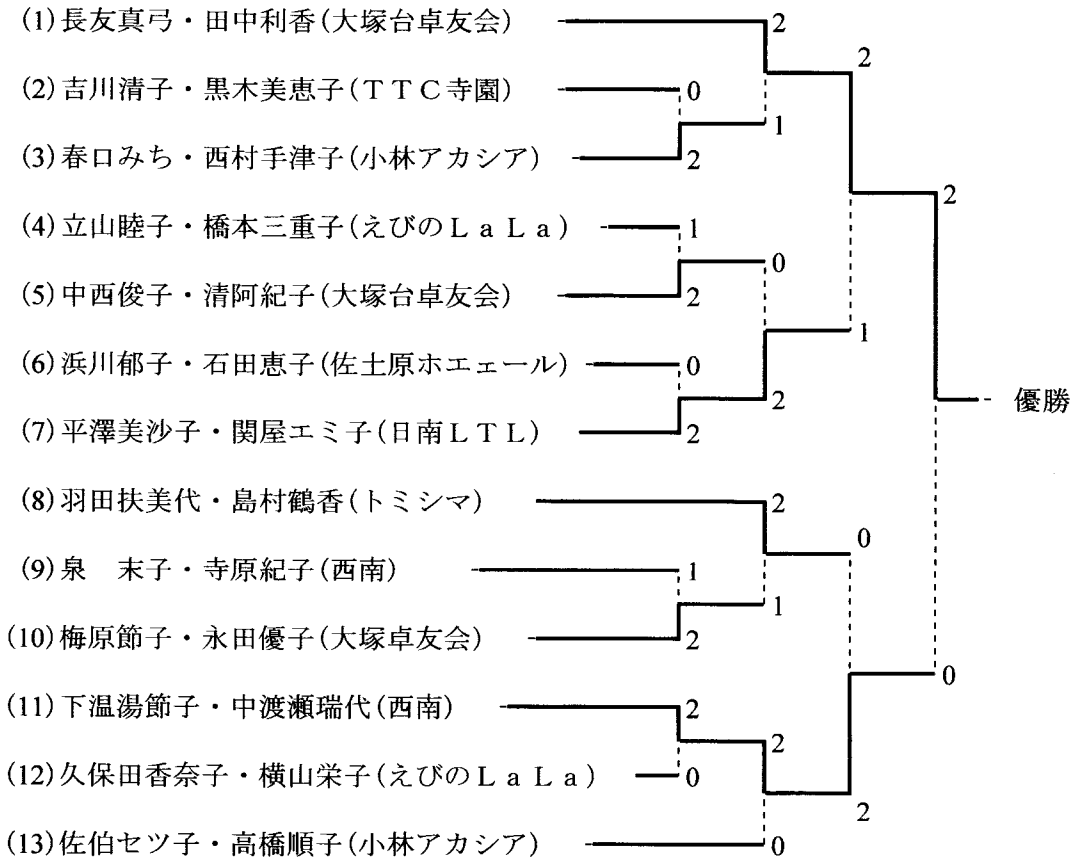 (1)長友真弓・田中利香(大塚台卓友会)
2
2
(2)吉川清子・黒木美恵子(ＴＴＣ寺園)
0
1
(3)春口みち・西村手津子(小林アカシア)
2
2
(4)立山睦子・橋本三重子(えびのＬａＬａ)
1
0
(5)中西俊子・清阿紀子(大塚台卓友会)
2
1
(6)浜川郁子・石田恵子(佐土原ホエェール)
0
2
優勝
(7)平澤美沙子・関屋エミ子(日南ＬＴＬ)
2
(8)羽田扶美代・島村鶴香(トミシマ)
2
0
(9)泉　末子・寺原紀子(西南)
1
1
(10)梅原節子・永田優子(大塚卓友会)
2
0
(11)下温湯節子・中渡瀬瑞代(西南)
2
2
(12)久保田香奈子・横山栄子(えびのＬａＬａ)
0
2
(13)佐伯セツ子・高橋順子(小林アカシア)
0